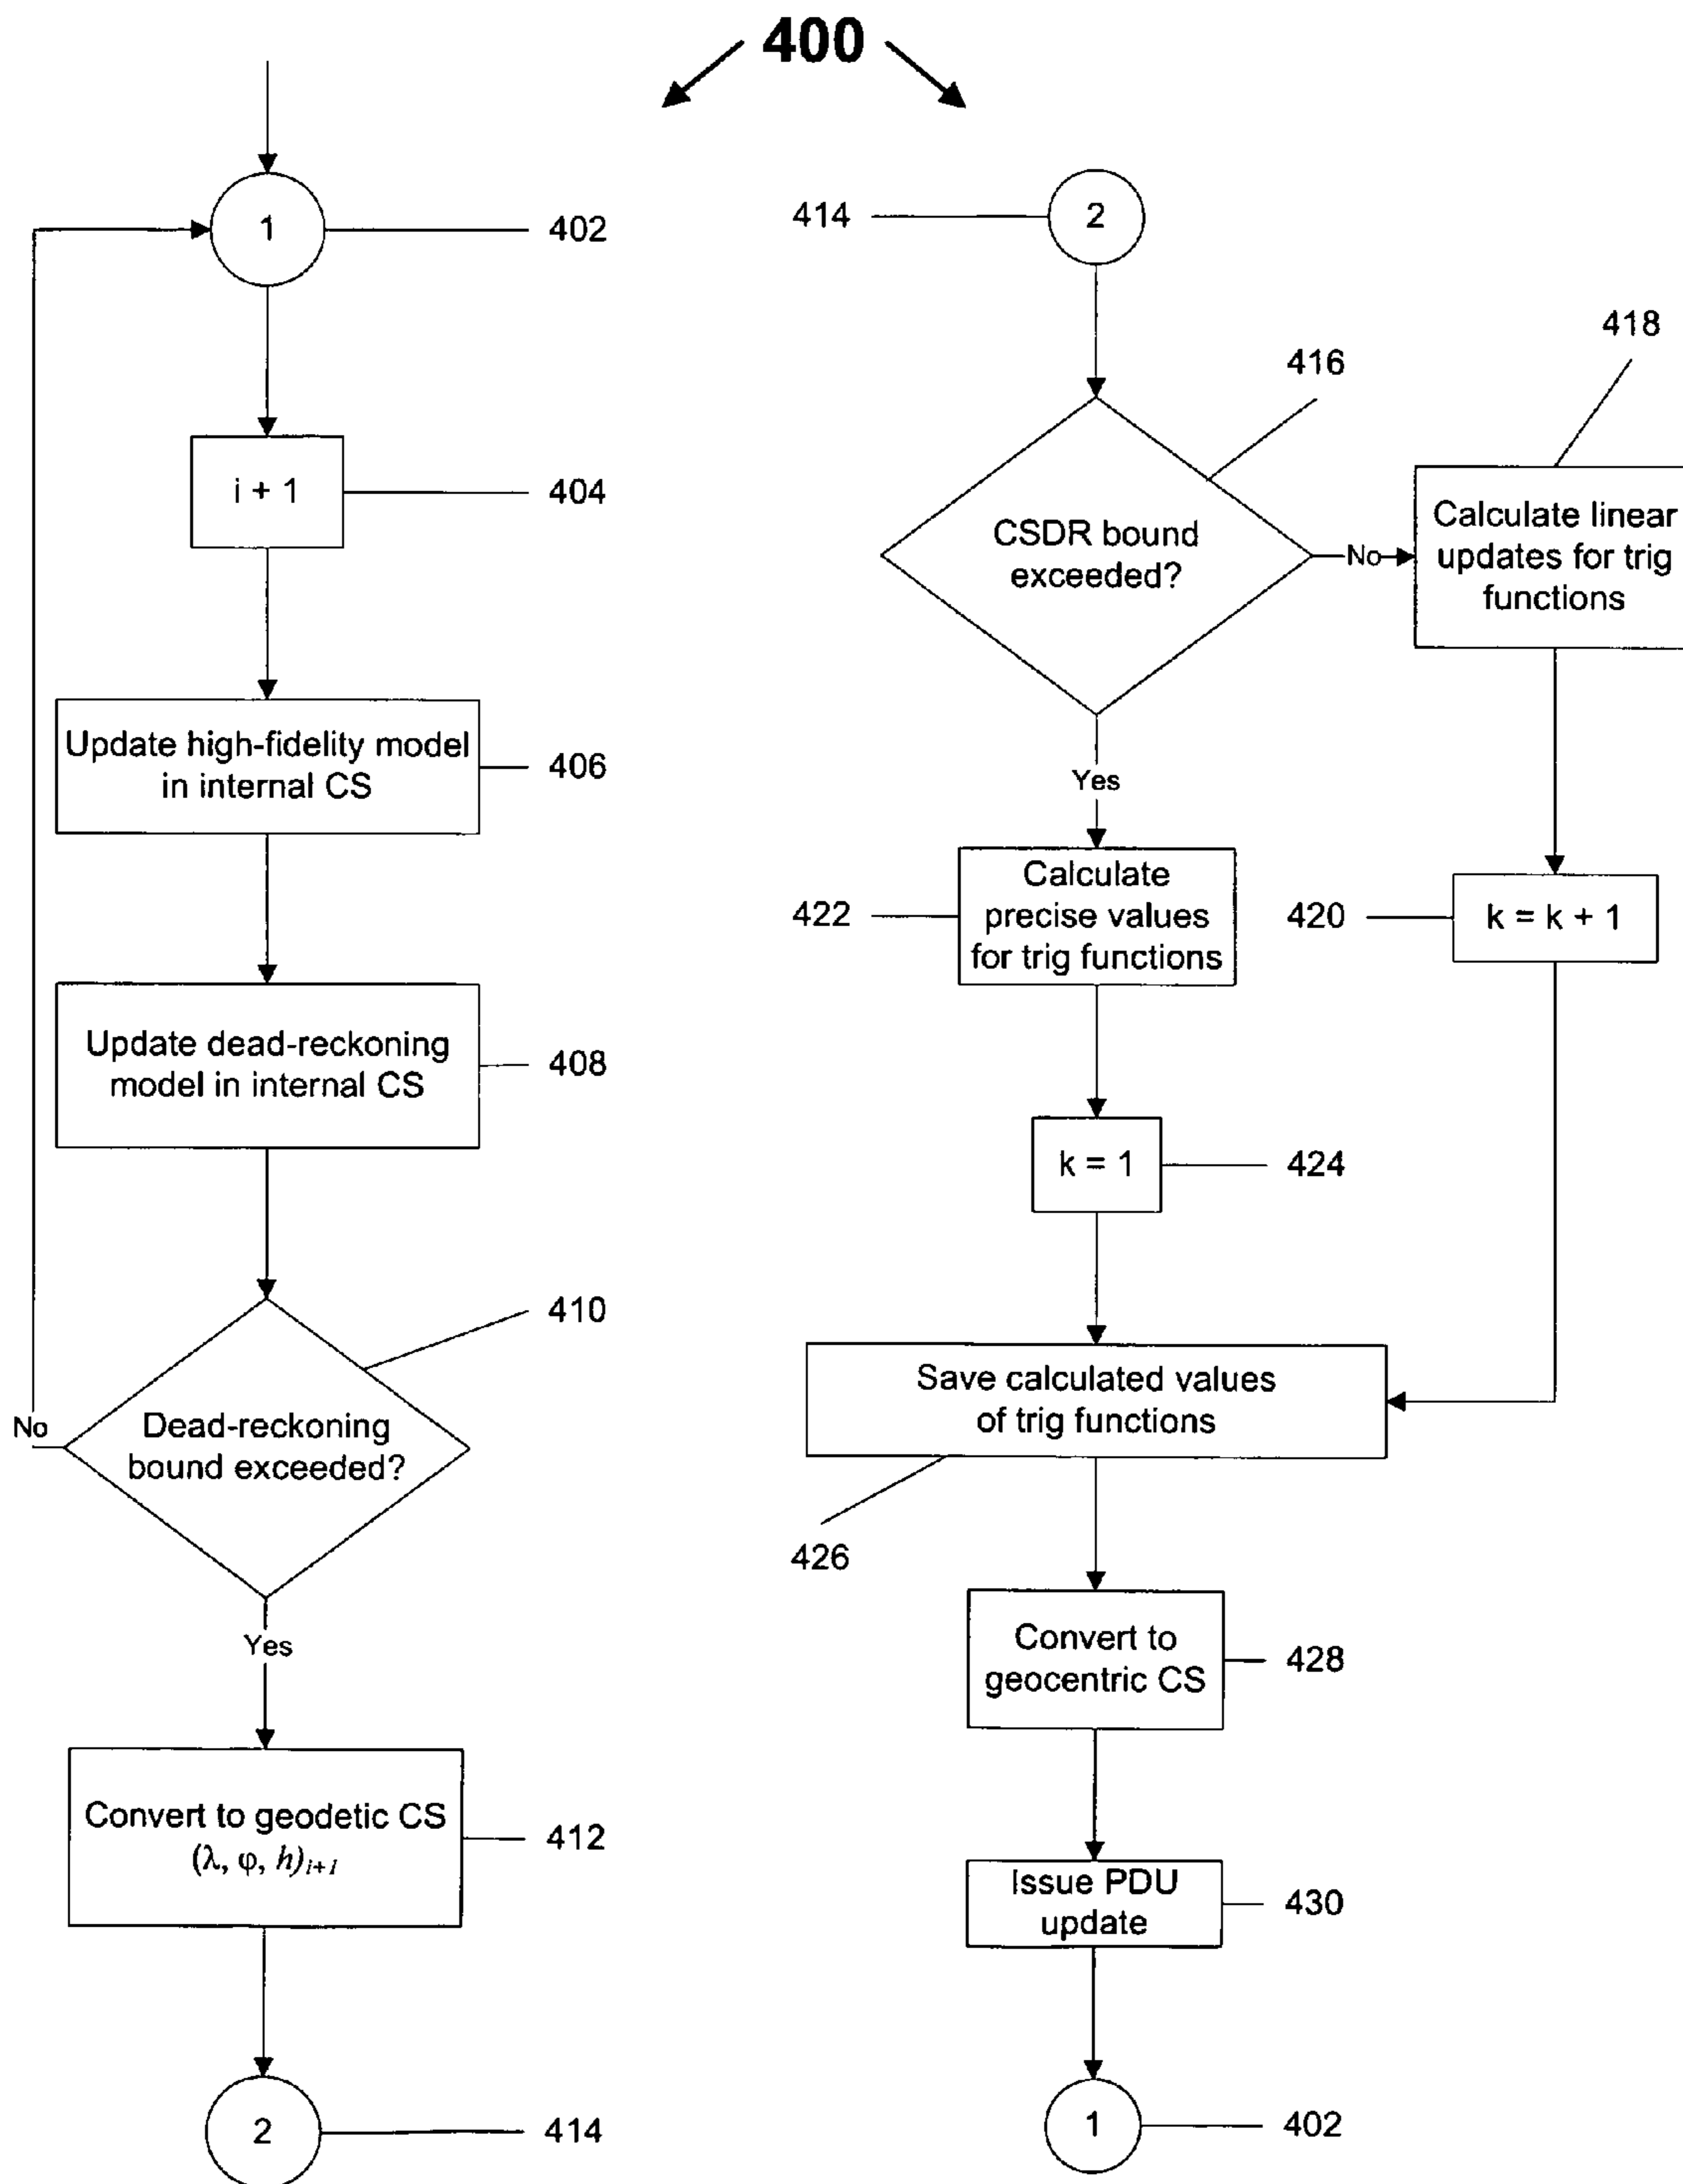 400
1
402
i + 1
404
Update high-fidelity model
in internal CS
406
Update dead-reckoning
model in internal CS
408
410
Dead-reckoning
bound exceeded?
No
Yes
Convert to geodetic CS
(λ, φ, h)i+1
412
2
414
414
2
416
418
CSDR bound
exceeded?
No
Calculate linear
updates for trig
functions
Yes
422
Calculate
precise values
for trig functions
420
k = k + 1
k = 1
424
Save calculated values
of trig functions
426
Convert to
geocentric CS
428
Issue PDU
update
430
1
402